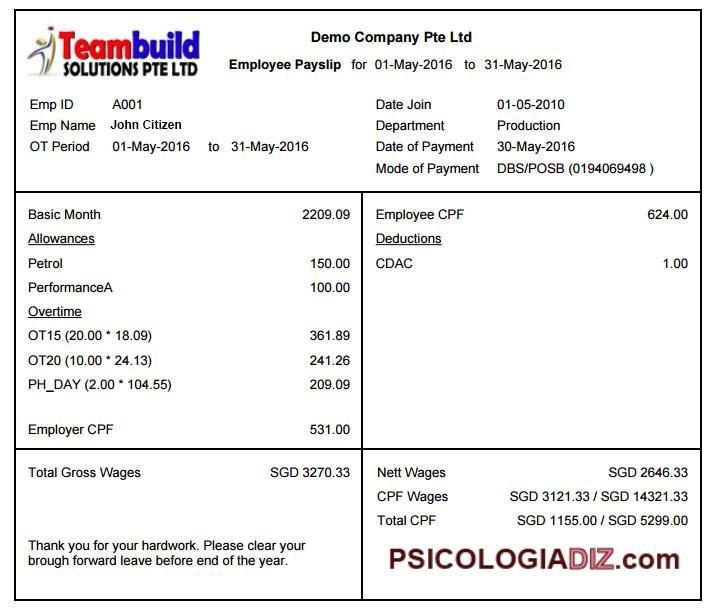 Teambuild
SOLUTIONS PTE LTD
Demo Company Pte Ltd
Employee Payslip for 01-May-2016 to 31-May-2016
Emp ID A001 Date Join 01-05-2010
Emp Name John Citizen Department Production
OT Period 01-May-2016 to 31-May-2016 Date of Payment 30-May-2016
Mode of Payment DBS/POSB (0194069498 )
Basic Month 2209.09 Employee CPF 624.00
Allowances Deductions
Petrol 150.00 CDAC 1.00
PerformanceA 100.00
Overtime
OT15 (20.00 * 18.09) 361.89
OT20 (10.00 * 24.13) 241.26
PH_DAY (2.00 * 104.55) 209.09
Employer CPF 531.00
Total Gross Wages SGD 3270.33 Nett Wages SGD 2646.33
CPF Wages SGD 3121.33 / SGD 14321.33
Total CPF SGD 1155.00 / SGD 5299.00
Thank you for your hardwork. Please clear your
brough forward leave before end of the year.
PSICOLOGIADIZ.com